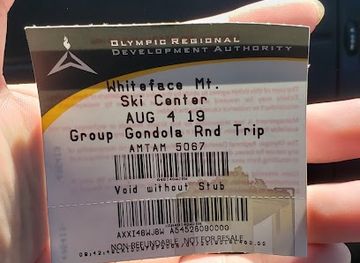 OLYMPIC REGIONAL
DEVELOPMENT AUTHORITY
Whiteface Mt.
Ski Center
AUG 4 19
Group Gondola Rnd Trip
AMTAM 5067
Void without Stub
NON-REFUNDABLE NOT FOR RESALE